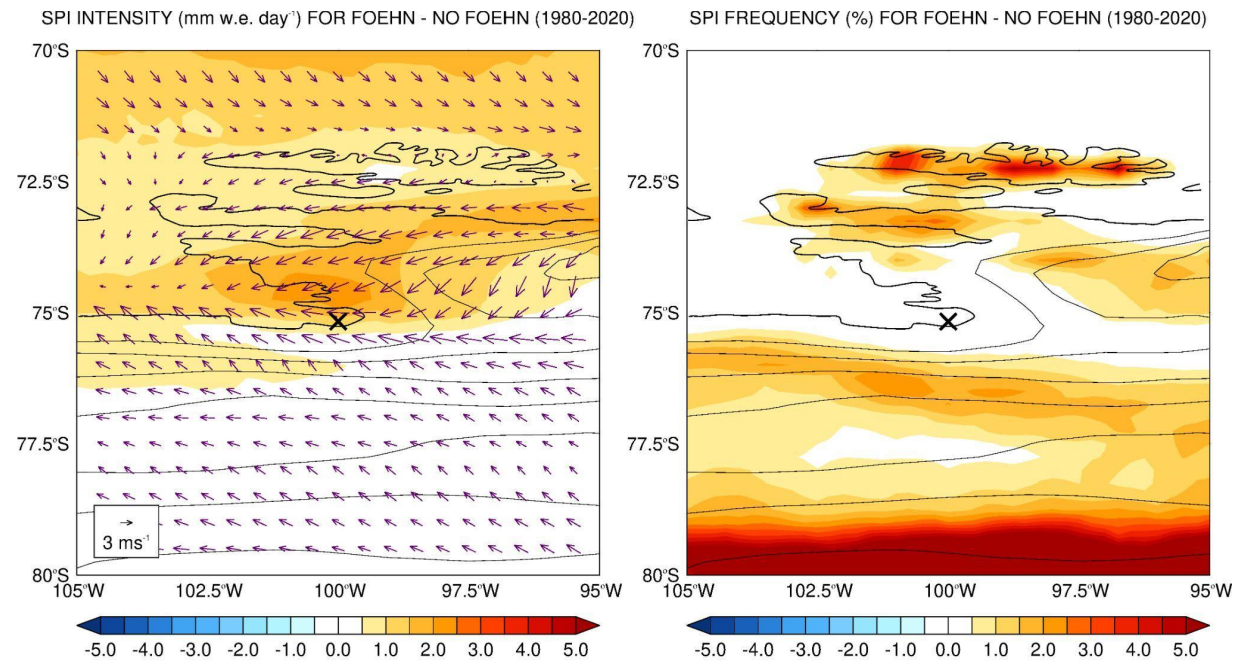 SPI INTENSITY (mm w.e. day⁻¹) FOR FOEHN - NO FOEHN (1980-2020)
70°S
72.5°S
75°S
77.5°S
80°S
3 ms⁻¹
105°W 102.5°W 100°W 97.5°W 95°W
-5.0 -4.0 -3.0 -2.0 -1.0 0.0 0.0 1.0 2.0 3.0 4.0 5.0
SPI FREQUENCY (%) FOR FOEHN - NO FOEHN (1980-2020)
70°S
72.5°S
75°S
77.5°S
80°S
105°W 102.5°W 100°W 97.5°W 95°W
-5.0 -4.0 -3.0 -2.0 -1.0 0.0 0.0 1.0 2.0 3.0 4.0 5.0